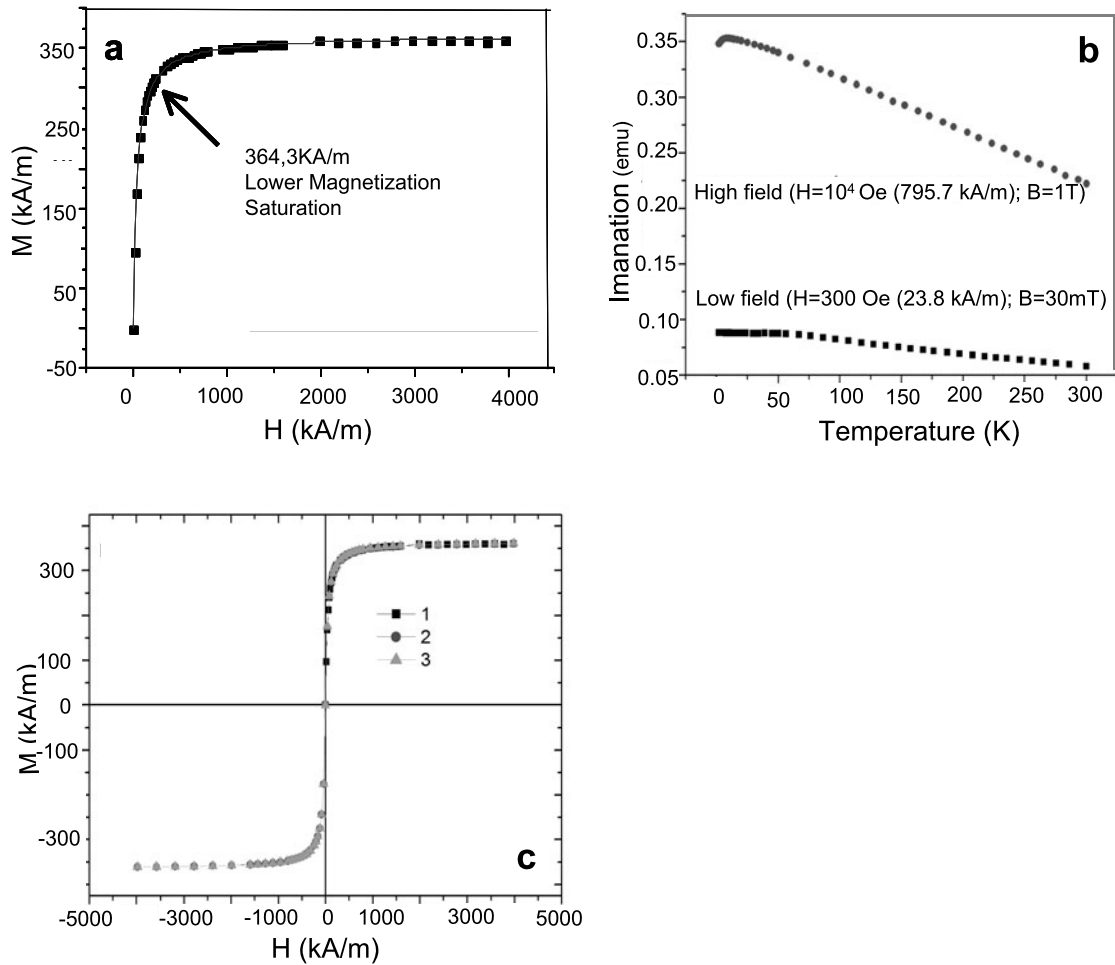 a
350
250
150
50
-50
M (kA/m)
364,3KA/m
Lower Magnetization
Saturation
0
1000
2000
3000
4000
H (kA/m)
b
0.35
0.30
0.25
0.20
0.15
0.10
0.05
Imanation (emu)
High field (H=10⁴ Oe (795.7 kA/m); B=1T)
Low field (H=300 Oe (23.8 kA/m); B=30mT)
0
50
100
150
200
250
300
Temperature (K)
300
100
0
-100
-300
M (kA/m)
1
2
3
c
-5000
-3000
-1000
0
1000
3000
5000
H (kA/m)